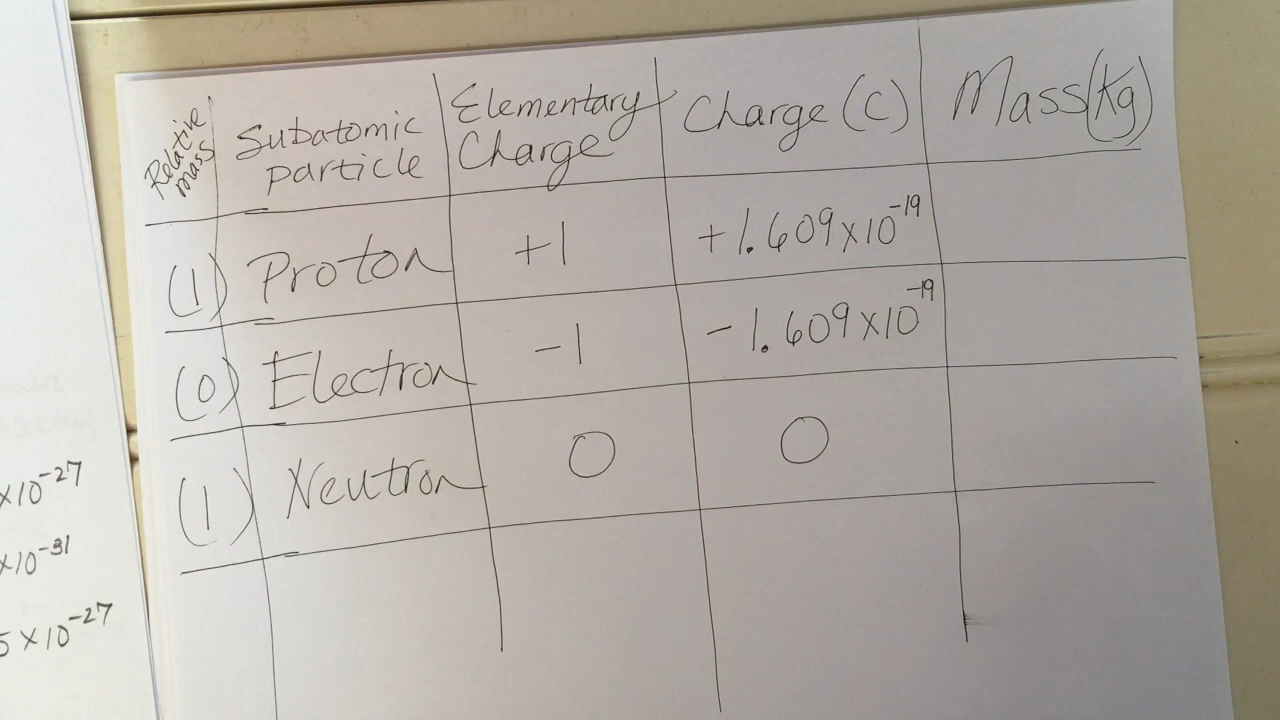 Relative mass | Subatomic particle | Elementary Charge | Charge (C) | Mass (kg)
(1) Proton +1 +1.609x10⁻¹⁹
(0) Electron -1 -1.609x10⁻¹⁹
(1) Neutron 0 0
x10⁻²⁷
x10⁻³¹
5x10⁻²⁷